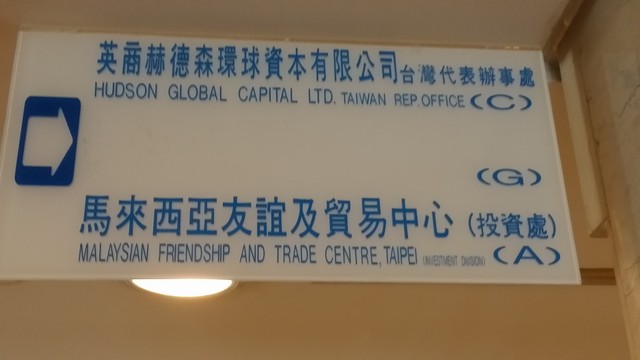 英商赫德森環球資本有限公司台灣代表辦事處
HUDSON GLOBAL CAPITAL LTD. TAIWAN REP. OFFICE (C)
(G)
馬來西亞友誼及貿易中心 (投資處)
MALAYSIAN FRIENDSHIP AND TRADE CENTRE, TAIPEI (INVESTMENT DIVISION) (A)